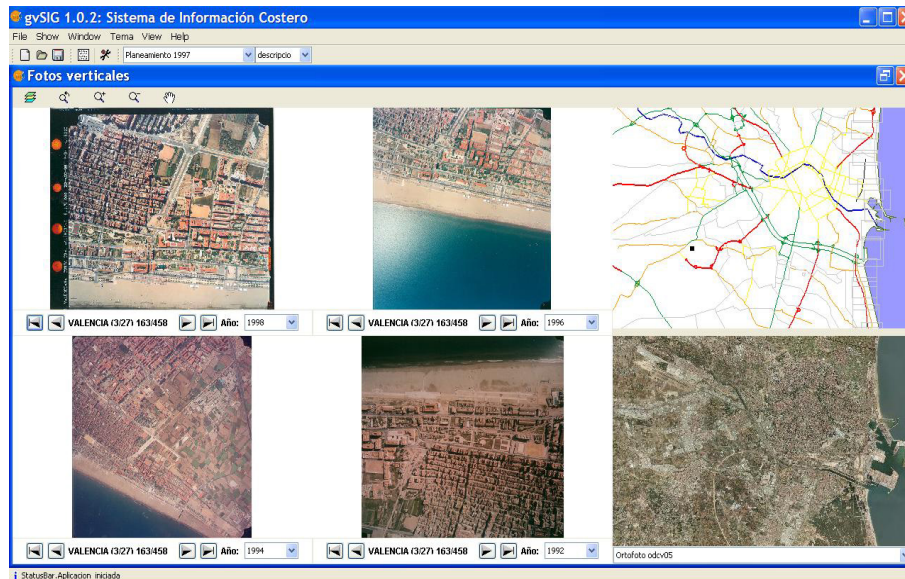 gvSIG 1.0.2: Sistema de Información Costero
File Show Window Tema View Help
Planeamiento 1997 descripcio
Fotos verticales
VALENCIA (3/27) 163/458 Año: 1998
VALENCIA (3/27) 163/458 Año: 1996
VALENCIA (3/27) 163/458 Año: 1994
VALENCIA (3/27) 163/458 Año: 1992
Ortofoto odcv05
StatusBar.Aplicacion_iniciada